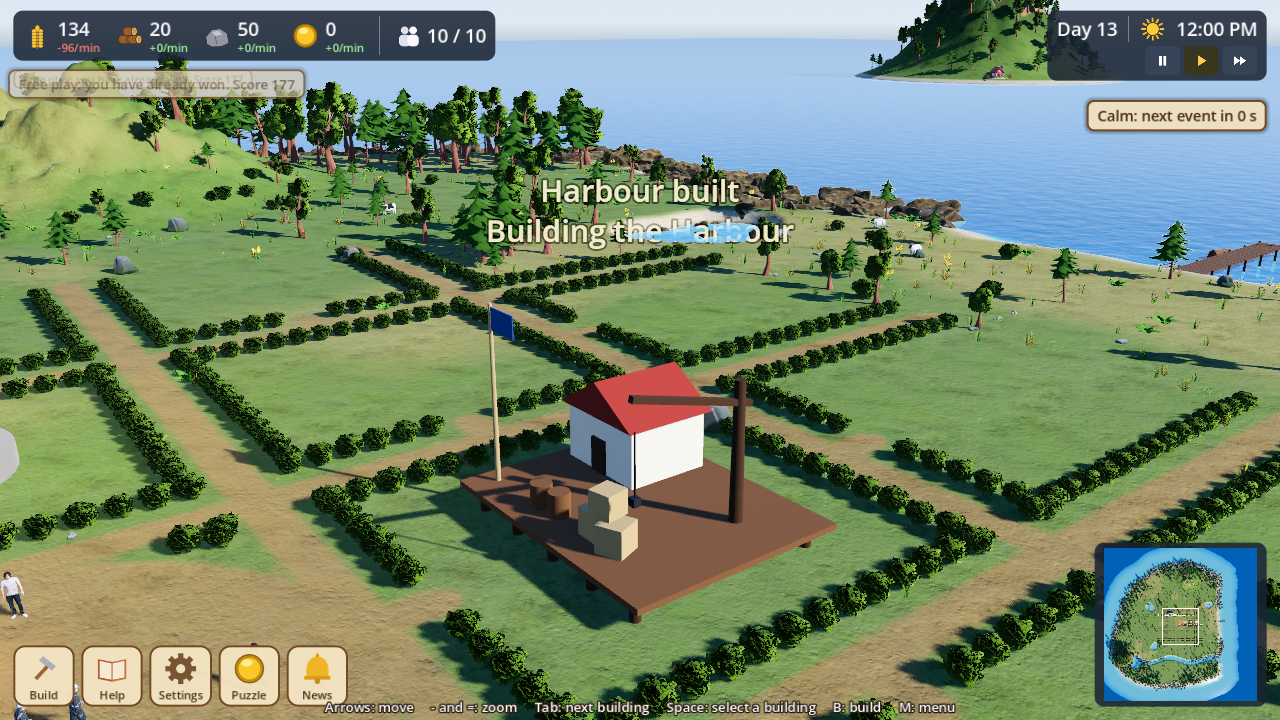 134
-96/min
20
+0/min
50
+0/min
0
+0/min
10 / 10
Day 13
12:00 PM
Free play: you have already won. Score 177
Calm: next event in 0 s
Harbour built
Building the Harbour
Build
Help
Settings
Puzzle
News
Arrows: move - and =: zoom Tab: next building Space: select a building B: build M: menu